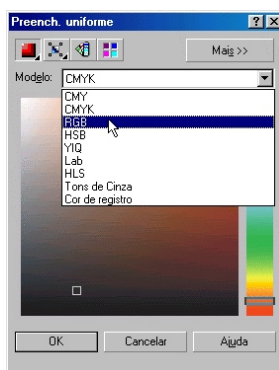 Preench. uniforme
Mais >>
Modelo: CMYK
CMY
CMYK
RGB
HSB
YIQ
Lab
HLS
Tons de Cinza
Cor de registro
OK Cancelar Ajuda